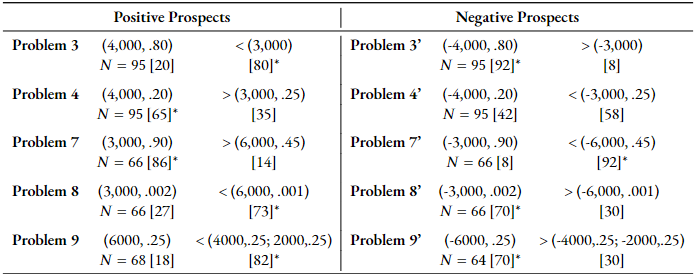 Positive Prospects Negative Prospects
Problem 3 (4,000, .80) < (3,000) Problem 3’ (-4,000, .80) > (-3,000)
N = 95 [20] [80]* N = 95 [92]* [8]
Problem 4 (4,000, .20) > (3,000, .25) Problem 4’ (-4,000, .20) < (-3,000, .25)
N = 95 [65]* [35] N = 95 [42] [58]
Problem 7 (3,000, .90) > (6,000, .45) Problem 7’ (-3,000, .90) < (-6,000, .45)
N = 66 [86]* [14] N = 66 [8] [92]*
Problem 8 (3,000, .002) < (6,000, .001) Problem 8’ (-3,000, .002) > (-6,000, .001)
N = 66 [27] [73]* N = 66 [70]* [30]
Problem 9 (6000, .25) < (4000,.25; 2000,.25) Problem 9’ (-6000, .25) > (-4000,.25; -2000,.25)
N = 68 [18] [82]* N = 64 [70]* [30]